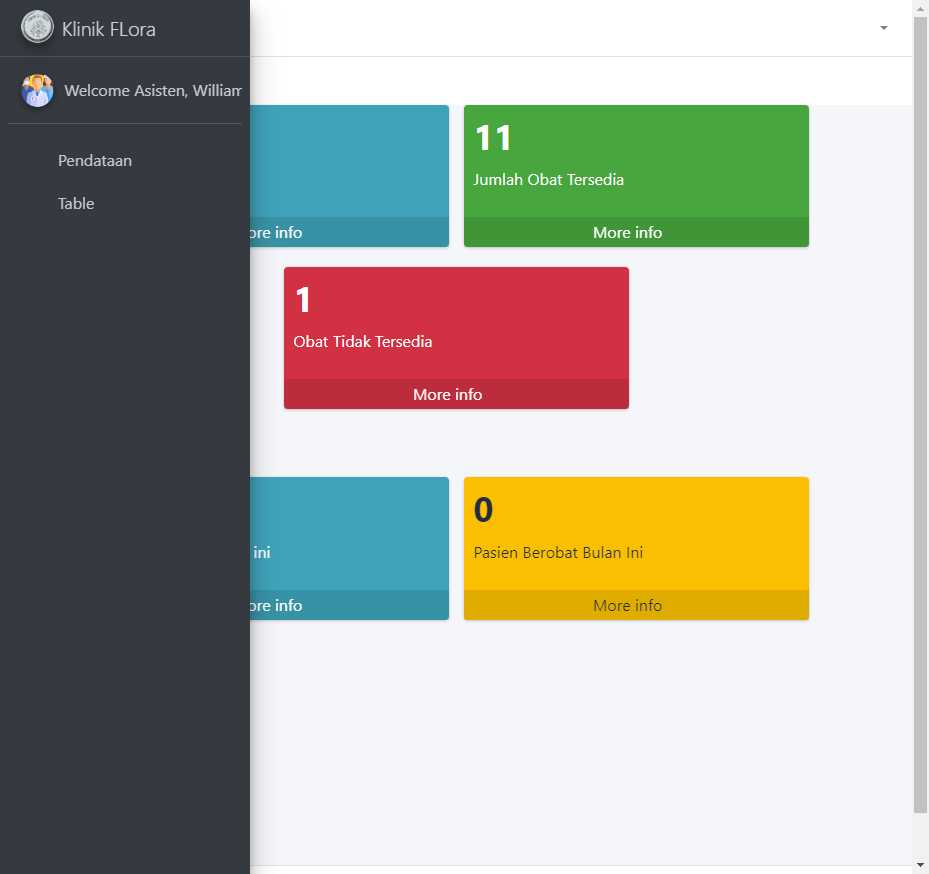 Klinik FLora
Welcome Asisten, William
Pendataan
Table
11
Jumlah Obat Tersedia
ore info
More info
1
Obat Tidak Tersedia
More info
0
ini
Pasien Berobat Bulan Ini
ore info
More info